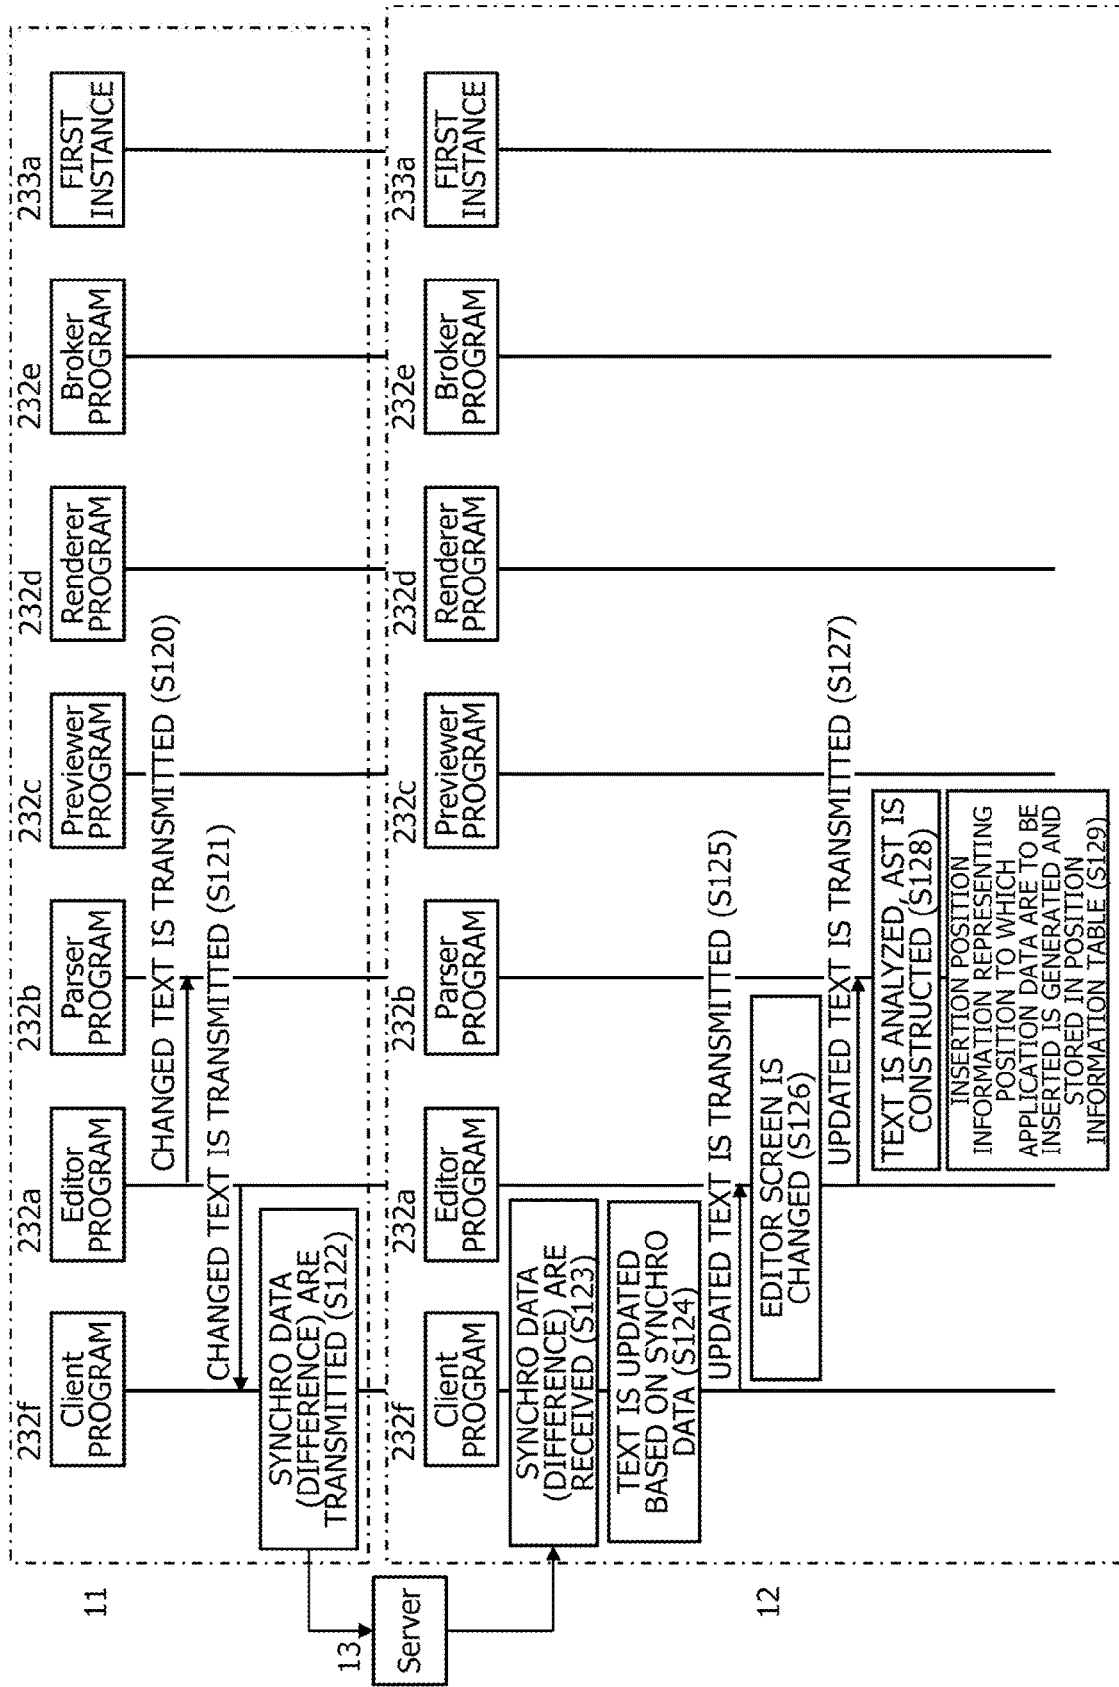 11
232f
Client
PROGRAM
232a
Editor
PROGRAM
232b
Parser
PROGRAM
232c
Previewer
PROGRAM
232d
Renderer
PROGRAM
232e
Broker
PROGRAM
233a
FIRST
INSTANCE
CHANGED TEXT IS TRANSMITTED (S120)
CHANGED TEXT IS TRANSMITTED (S121)
SYNCHRO DATA
(DIFFERENCE) ARE
TRANSMITTED (S122)
13
Server
12
232f
Client
PROGRAM
232a
Editor
PROGRAM
232b
Parser
PROGRAM
232c
Previewer
PROGRAM
232d
Renderer
PROGRAM
232e
Broker
PROGRAM
233a
FIRST
INSTANCE
SYNCHRO DATA
(DIFFERENCE) ARE
RECEIVED (S123)
TEXT IS UPDATED
BASED ON SYNCHRO
DATA (S124)
UPDATED TEXT IS TRANSMITTED (S125)
EDITOR SCREEN IS
CHANGED (S126)
UPDATED TEXT IS TRANSMITTED (S127)
TEXT IS ANALYZED, AST IS
CONSTRUCTED (S128)
INSERTION POSITION
INFORMATION REPRESENTING
POSITION TO WHICH
APPLICATION DATA ARE TO BE
INSERTED IS GENERATED AND
STORED IN POSITION
INFORMATION TABLE (S129)